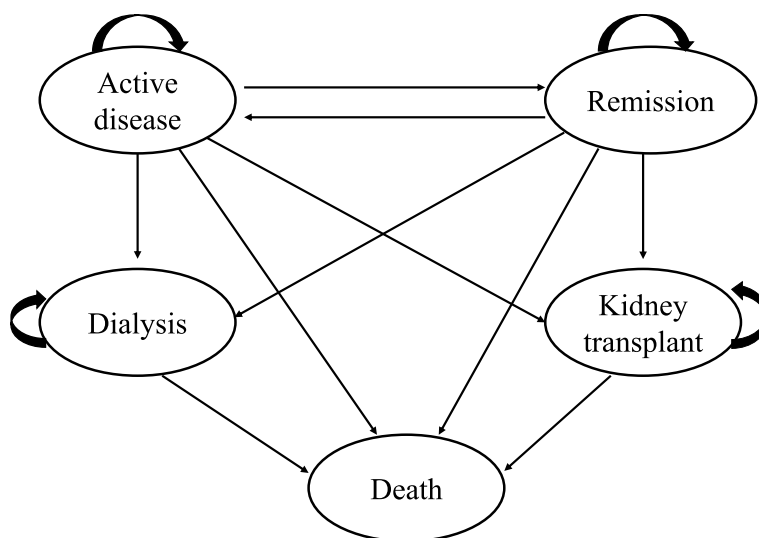 Active
disease
Remission
Dialysis
Kidney
transplant
Death